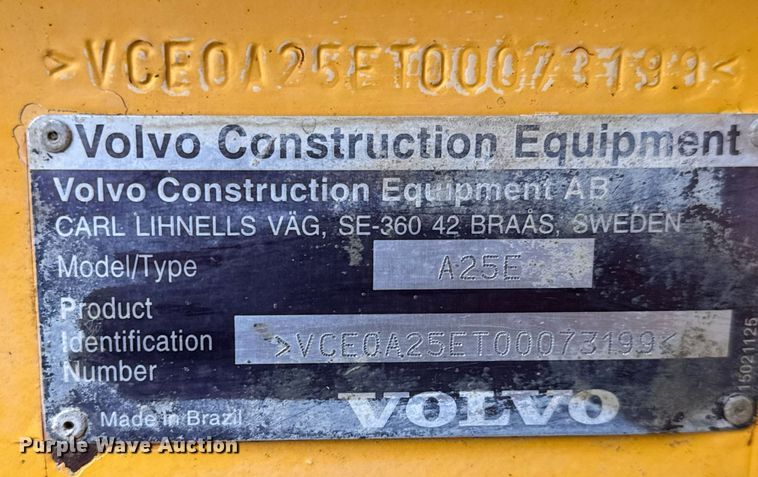 >VCE0A25ET00073199<
Volvo Construction Equipment
Volvo Construction Equipment AB
CARL LIHNELLS VÄG, SE-360 42 BRAÅS, SWEDEN
Model/Type A25E
Product
Identification >VCE0A25ET00073199<
Number
15021125
Made in Brazil VOLVO
Purple Wave Auction